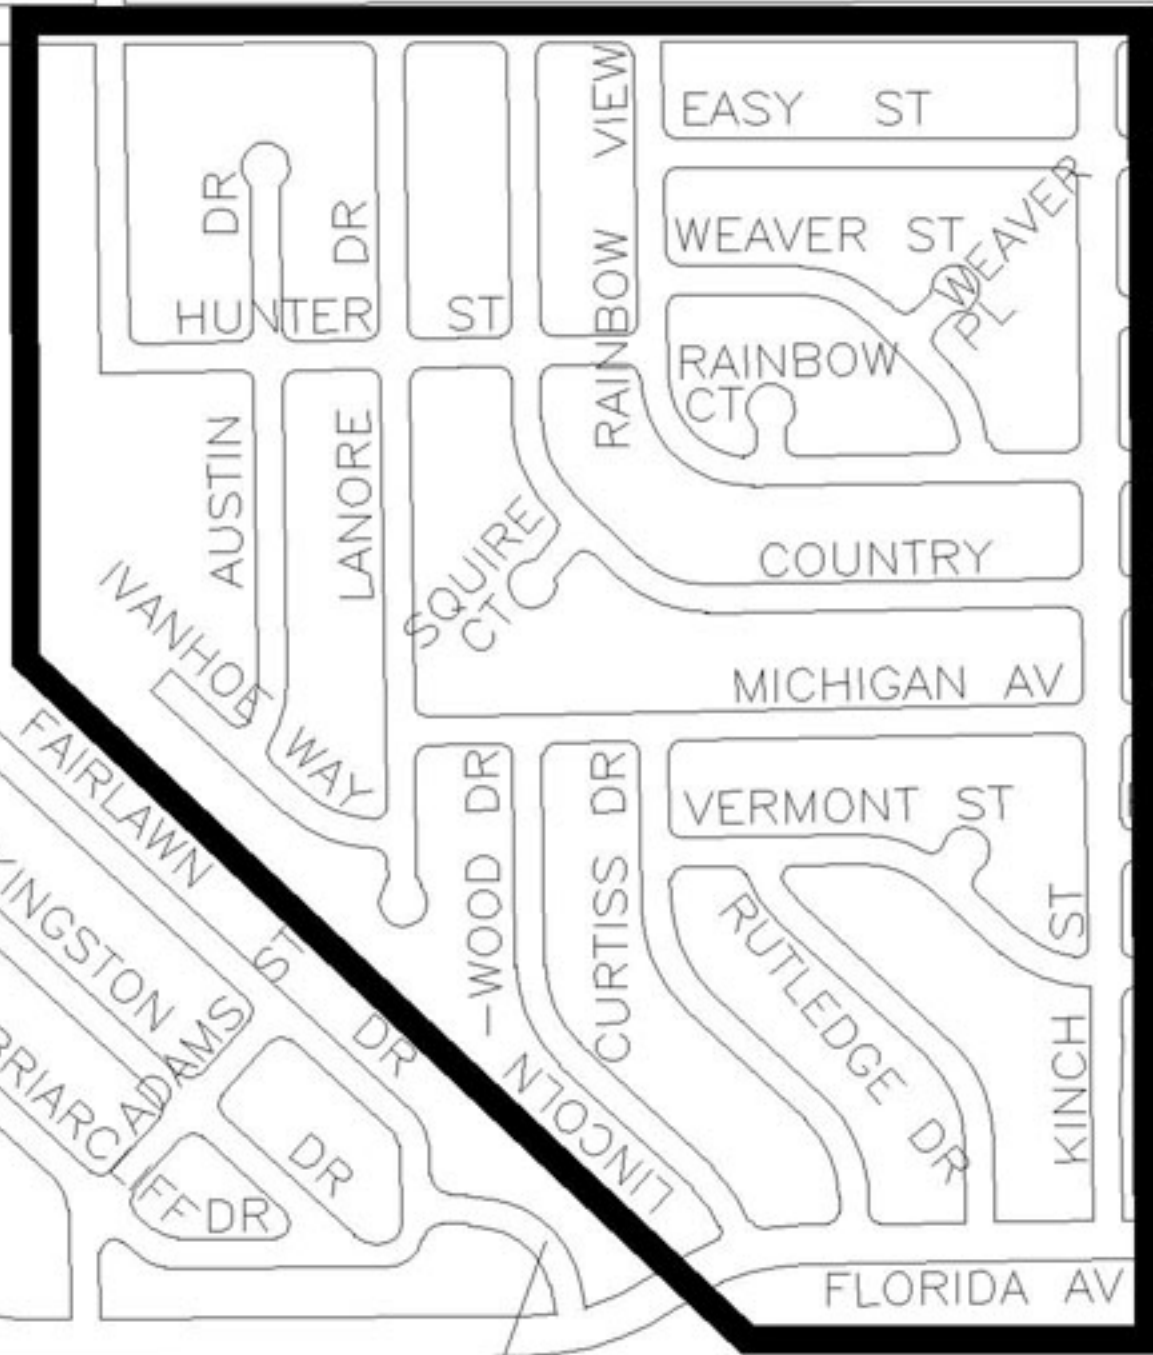 EASY ST
RAINBOW VIEW
DR
DR
WEAVER ST
WEAVER
PL
HUNTER ST
RAINBOW
CT
AUSTIN
LANORE
SQUIRE
CT
COUNTRY
IVANHOE
WAY
MICHIGAN AV
FAIRLAWN
ST
DR
-WOOD DR
LINCOLN
CURTISS DR
VERMONT ST
RUTLEDGE DR
KINCH ST
KINGSTON
DR
ADAMS
BRIARCLIFF DR
FLORIDA AV